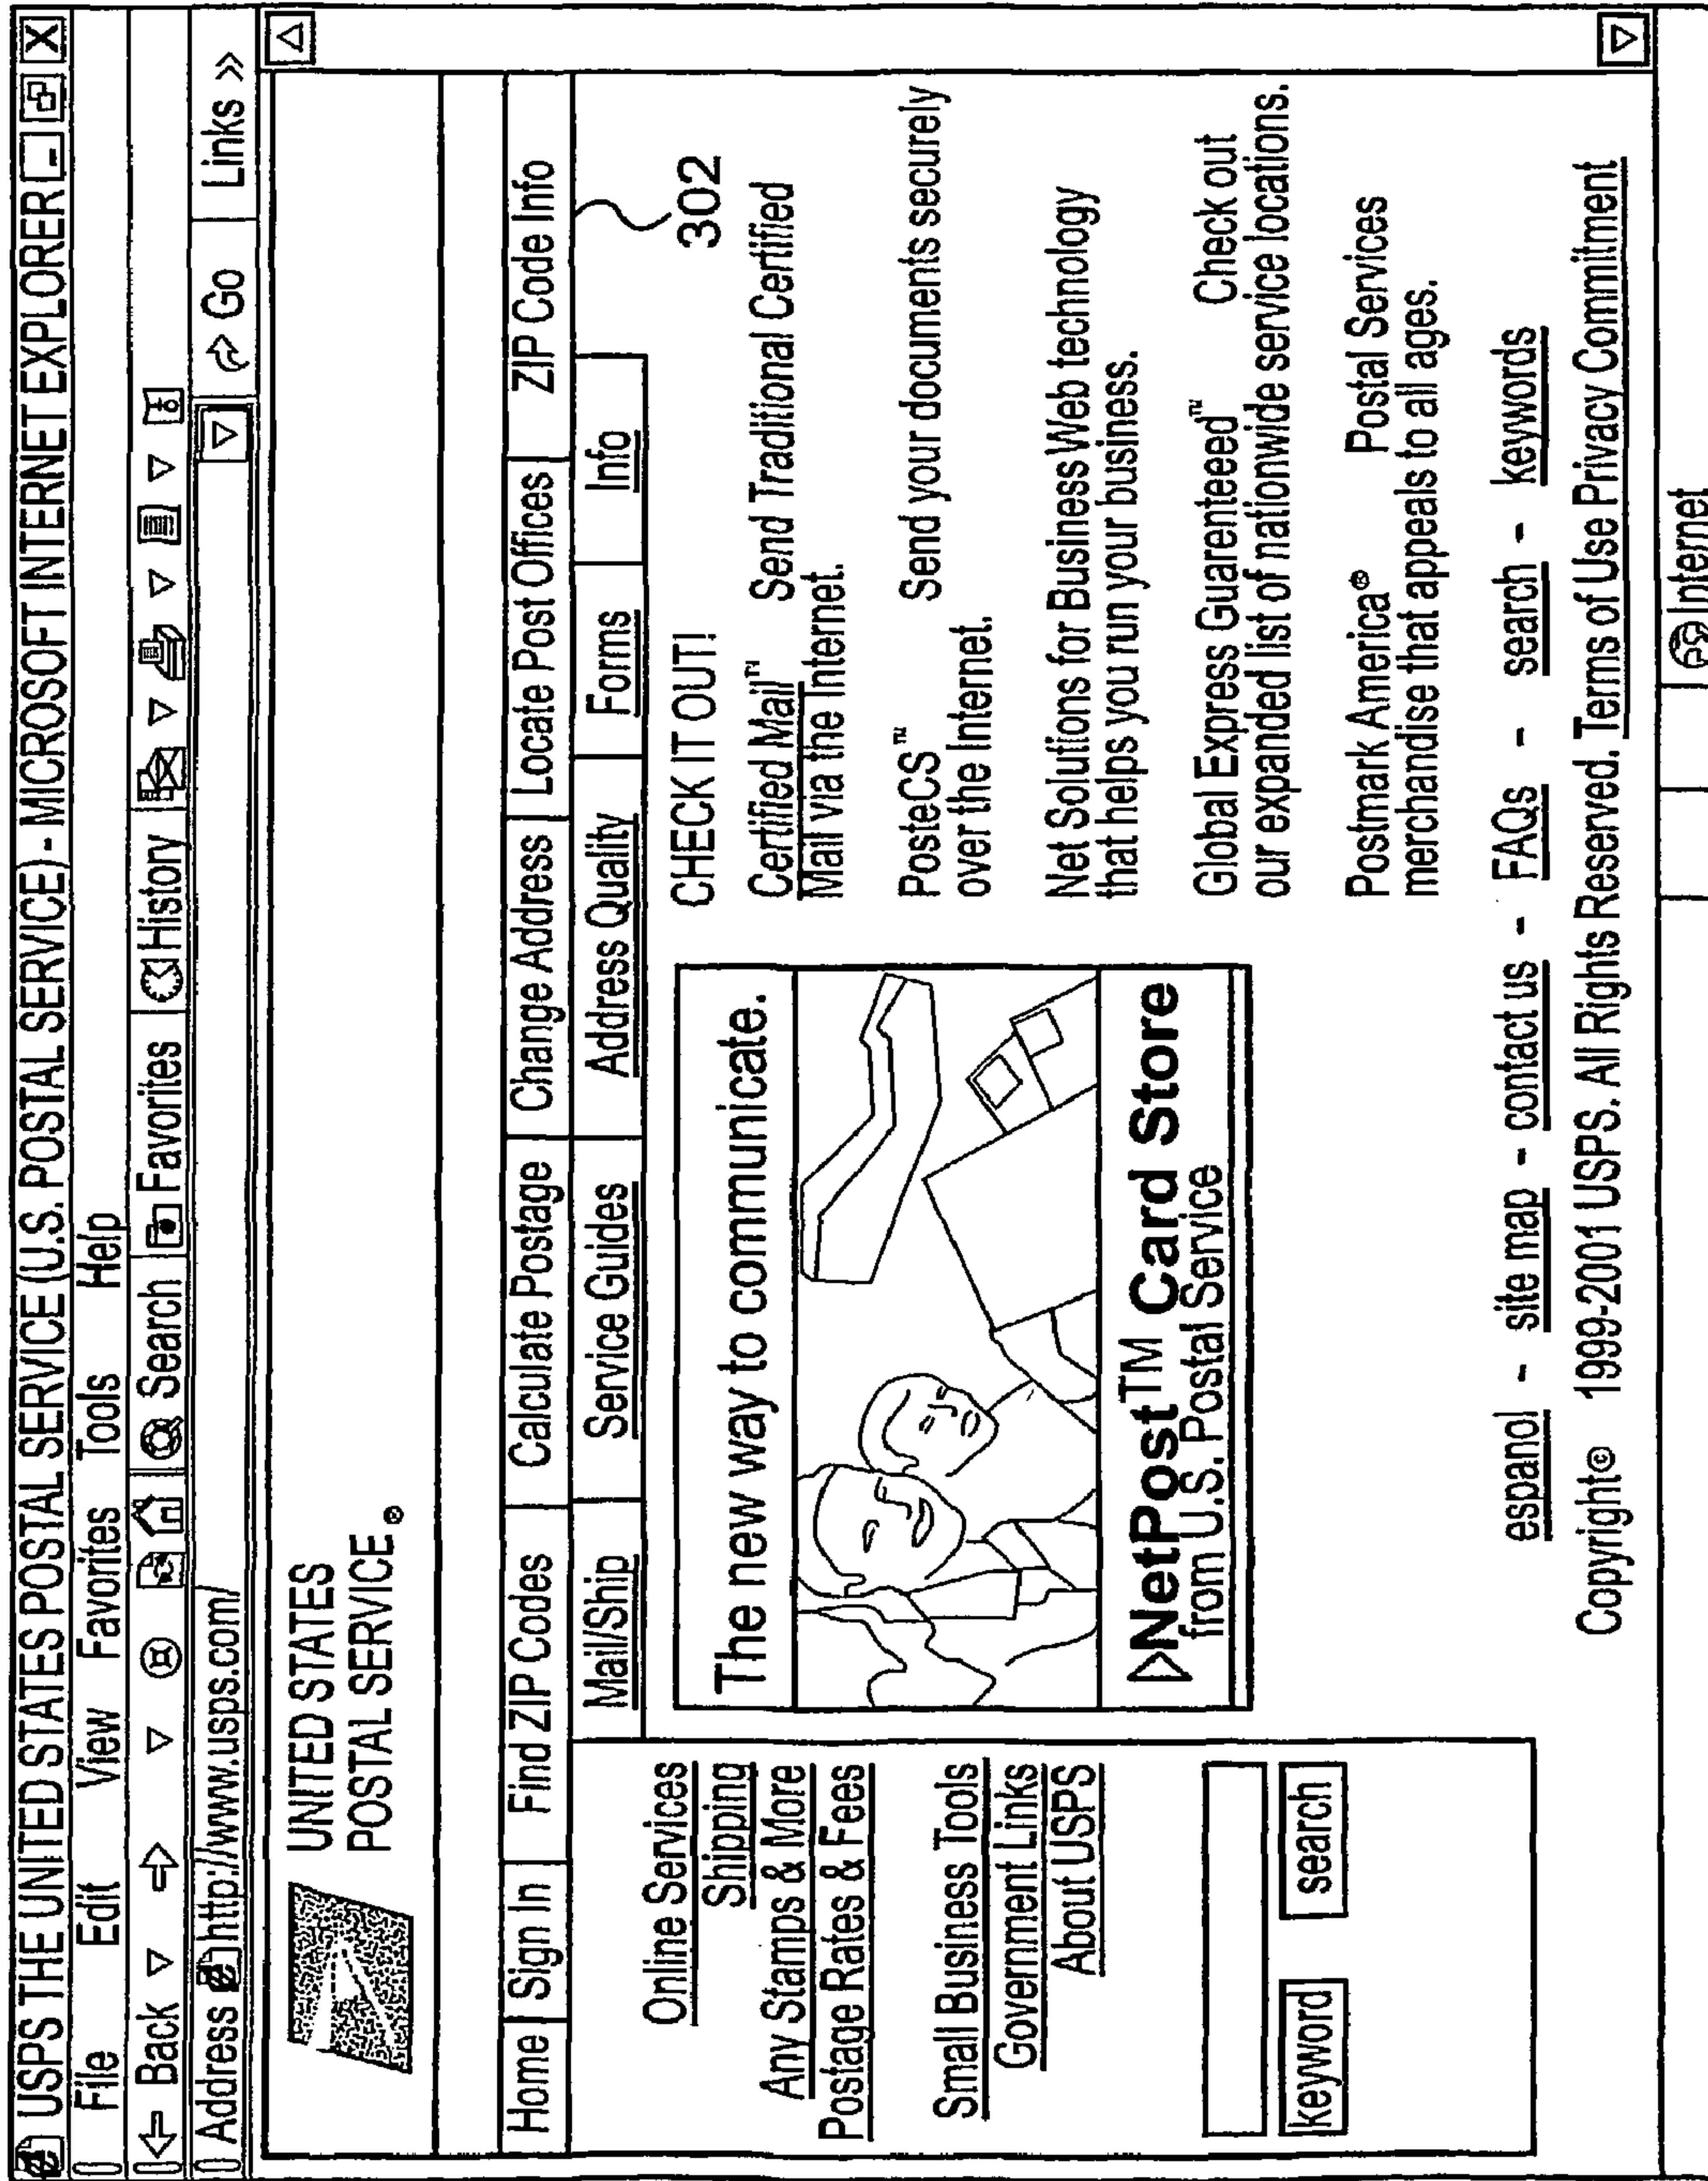 USPS THE UNITED STATES POSTAL SERVICE (U.S. POSTAL SERVICE) - MICROSOFT INTERNET EXPLORER
File Edit View Favorites Tools Help
Back Search Favorites History
Address http://www.usps.com/ Go Links »
UNITED STATES
POSTAL SERVICE ®
Home Sign In Find ZIP Codes Calculate Postage Change Address Locate Post Offices ZIP Code Info
Mail/Ship Service Guides Address Quality Forms Info
302
Online Services
Shipping
Any Stamps & More
Postage Rates & Fees
Small Business Tools
Government Links
About USPS
keyword search
The new way to communicate.
NetPost™ Card Store
from U.S. Postal Service
CHECK IT OUT!
Certified Mail™ Send Traditional Certified
Mail via the Internet.
PosteCS™ Send your documents securely
over the Internet.
Net Solutions for Business Web technology
that helps you run your business.
Global Express Guarenteed™ Check out
our expanded list of nationwide service locations.
Postmark America® Postal Services
merchandise that appeals to all ages.
espanol - site map - contact us - FAQs - search - keywords
Copyright© 1999-2001 USPS. All Rights Reserved. Terms of Use Privacy Commitment
Internet